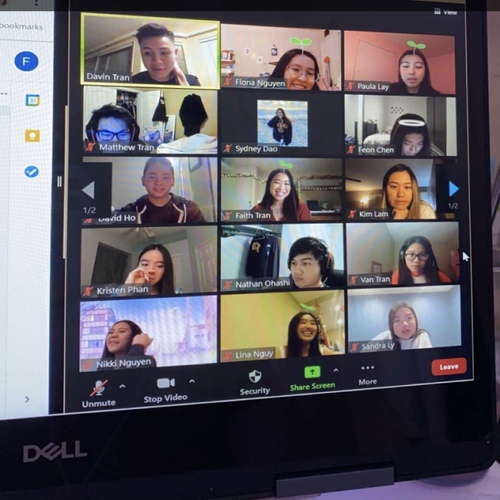 bookmarks
View
F
Davin Tran
Fiona Nguyen
Paula Lay
Matthew Tran
Sydney Dao
Feon Chen
1/2
David Ho
Faith Tran
Kim Lam
1/2
Kristen Phan
Nathan Ohashi
Van Tran
Nikki Nguyen
Lina Nguy
Sandra Ly
Unmute
Stop Video
Security
Share Screen
More
Leave
DELL